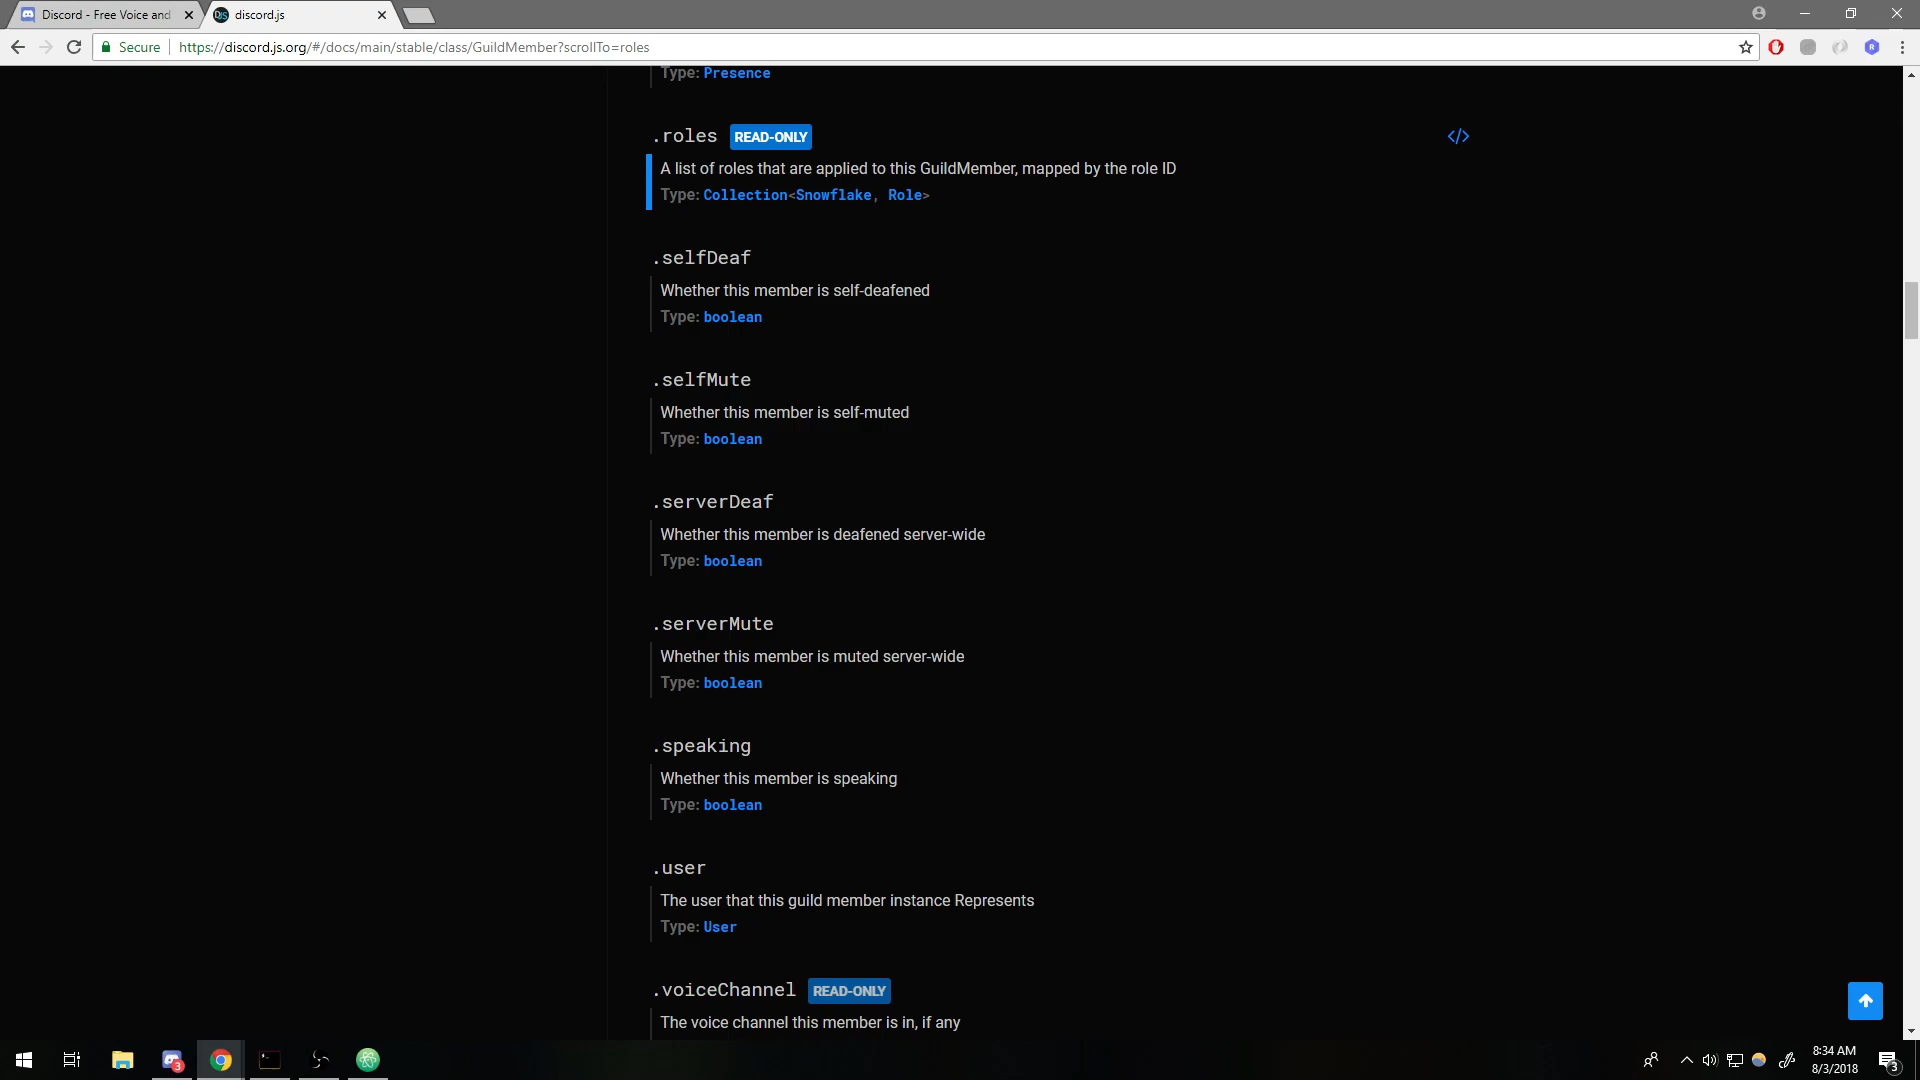 Discord - Free Voice and
discord.js
Secure
https://discord.js.org/#/docs/main/stable/class/GuildMember?scrollTo=roles
Type: Presence
.roles READ-ONLY
</>
A list of roles that are applied to this GuildMember, mapped by the role ID
Type: Collection<Snowflake, Role>
.selfDeaf
Whether this member is self-deafened
Type: boolean
.selfMute
Whether this member is self-muted
Type: boolean
.serverDeaf
Whether this member is deafened server-wide
Type: boolean
.serverMute
Whether this member is muted server-wide
Type: boolean
.speaking
Whether this member is speaking
Type: boolean
.user
The user that this guild member instance Represents
Type: User
.voiceChannel READ-ONLY
The voice channel this member is in, if any
3
8:34 AM
8/3/2018
3